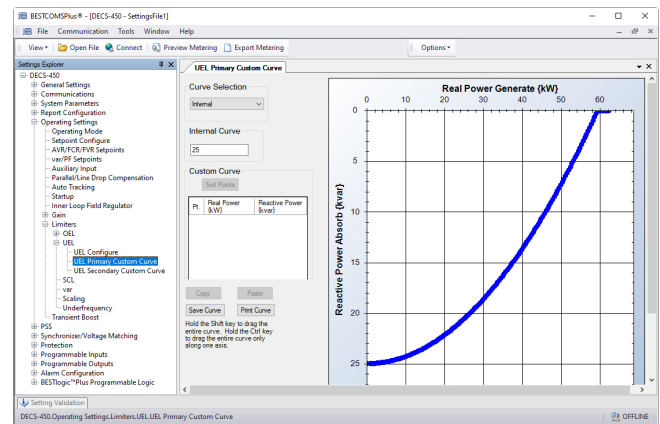 BESTCOMSPlus® - [DECS-450 - SettingsFile1]
File Communication Tools Window Help
View Open File Connect Preview Metering Export Metering Options
Settings Explorer
DECS-450
General Settings
Communications
System Parameters
Report Configuration
Operating Settings
Operating Mode
Setpoint Configure
AVR/FCR/FVR Setpoints
var/PF Setpoints
Auxiliary Input
Parallel/Line Drop Compensation
Auto Tracking
Startup
Inner Loop Field Regulator
Gain
Limiters
OEL
UEL
UEL Configure
UEL Primary Custom Curve
UEL Secondary Custom Curve
SCL
var
Scaling
Underfrequency
Transient Boost
PSS
Synchronizer/Voltage Matching
Protection
Programmable Inputs
Programmable Outputs
Alarm Configuration
BESTlogic™Plus Programmable Logic
UEL Primary Custom Curve
Curve Selection
Internal
Internal Curve
25
Custom Curve
Sort Points
Pt. Real Power (kW) Reactive Power (kvar)
Copy Paste
Save Curve Print Curve
Hold the Shift key to drag the
entire curve. Hold the Ctrl key
to drag the entire curve only
along one axis.
Real Power Generate {kW}
0 10 20 30 40 50 60
Reactive Power Absorb {kvar}
0
5
10
15
20
25
Setting Validation
DECS-450.Operating Settings.Limiters.UEL.UEL Primary Custom Curve
OFFLINE